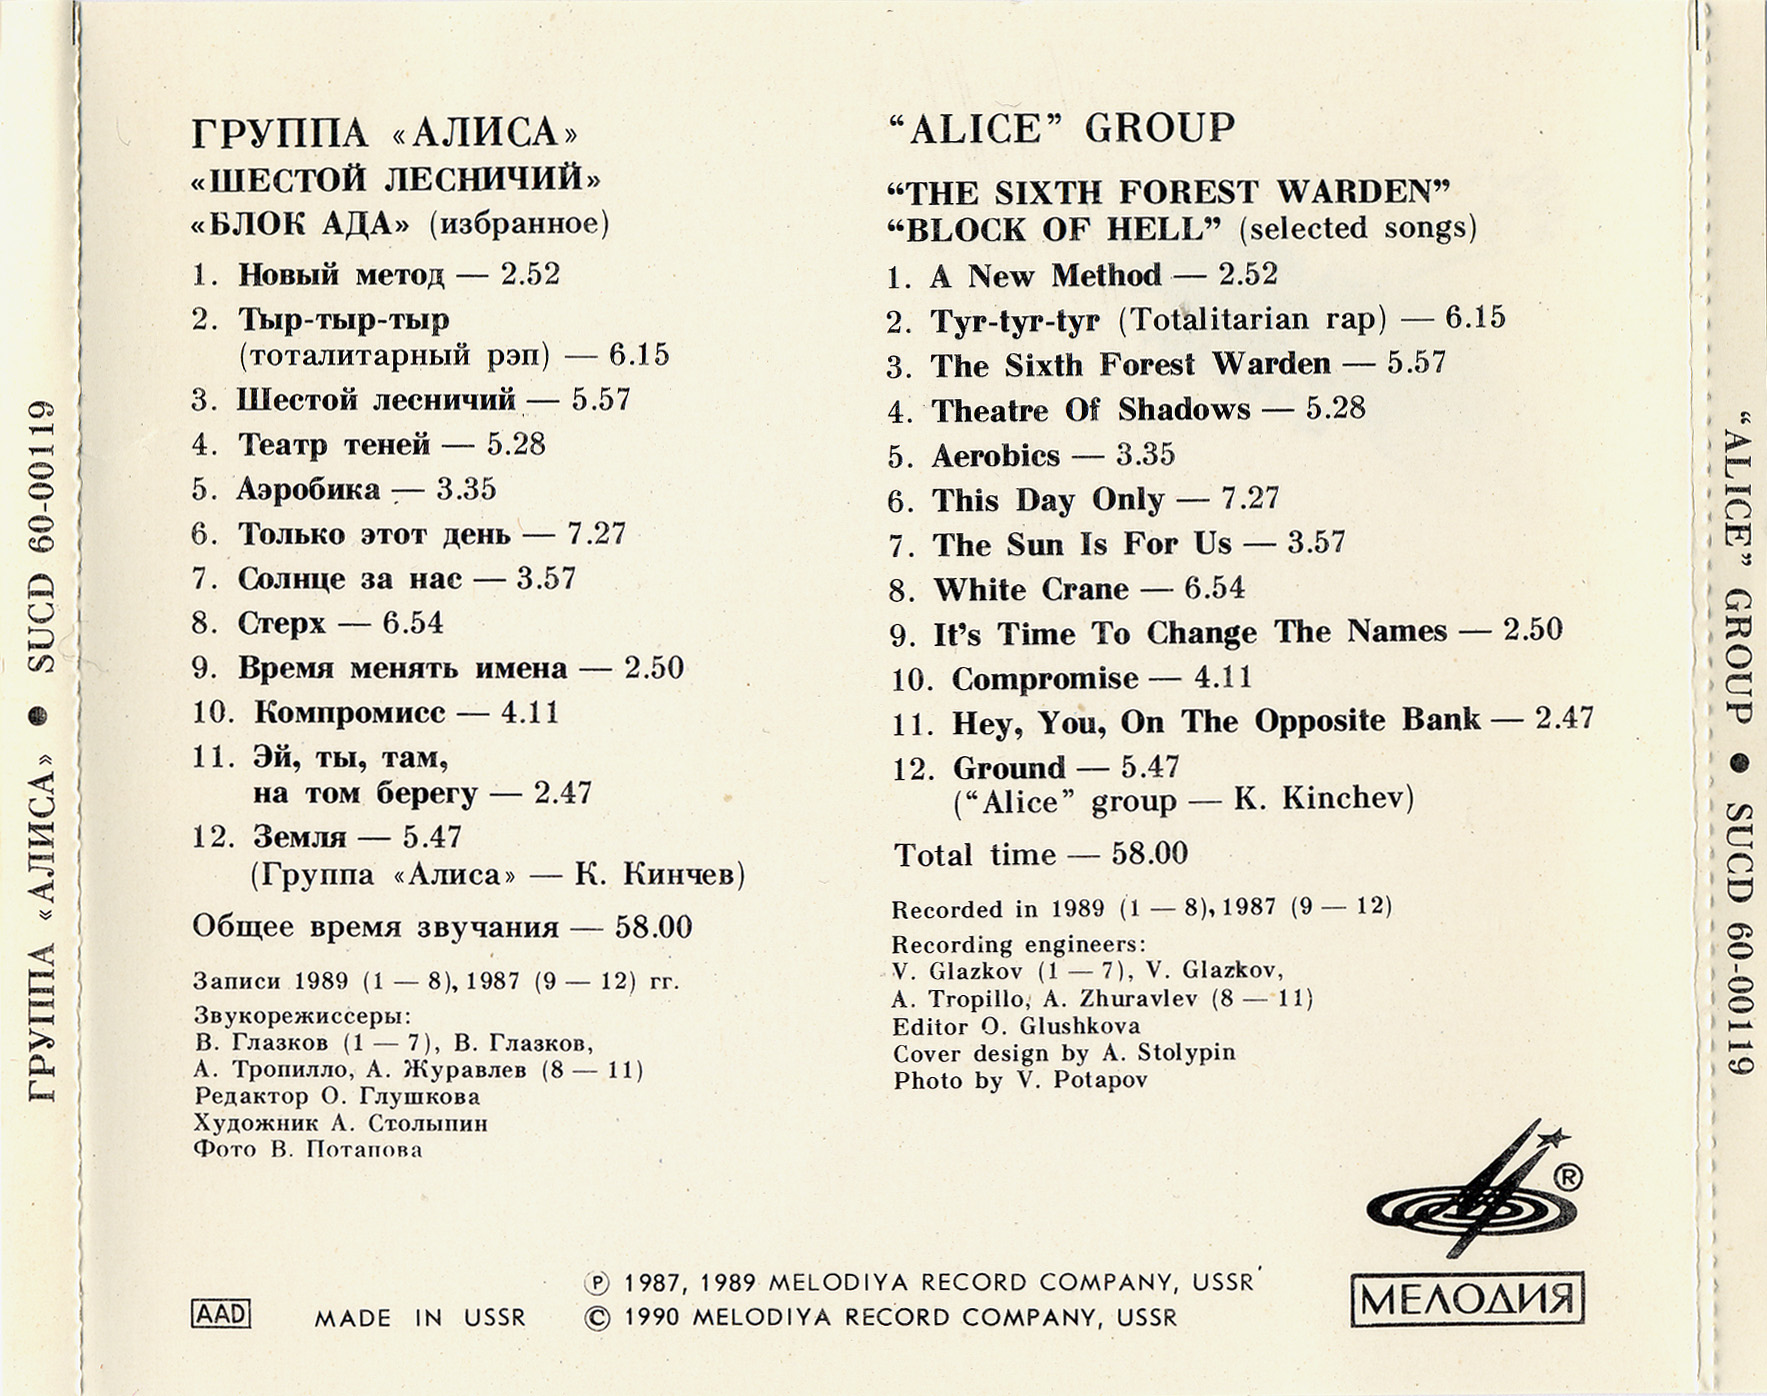 ГРУППА «АЛИСА» ● SUCD 60-00119
ГРУППА «АЛИСА»
«ШЕСТОЙ ЛЕСНИЧИЙ»
«БЛОК АДА» (избранное)
1. Новый метод — 2.52
2. Тыр-тыр-тыр
(тоталитарный рэп) — 6.15
3. Шестой лесничий — 5.57
4. Театр теней — 5.28
5. Аэробика — 3.35
6. Только этот день — 7.27
7. Солнце за нас — 3.57
8. Стерх — 6.54
9. Время менять имена — 2.50
10. Компромисс — 4.11
11. Эй, ты, там,
на том берегу — 2.47
12. Земля — 5.47
(Группа «Алиса» — К. Кинчев)
Общее время звучания — 58.00
Записи 1989 (1 — 8), 1987 (9 — 12) гг.
Звукорежиссеры:
В. Глазков (1 — 7), В. Глазков,
А. Тропилло, А. Журавлев (8 — 11)
Редактор О. Глушкова
Художник А. Столыпин
Фото В. Потапова
“ALICE” GROUP
“THE SIXTH FOREST WARDEN”
“BLOCK OF HELL” (selected songs)
1. A New Method — 2.52
2. Tyr-tyr-tyr (Totalitarian rap) — 6.15
3. The Sixth Forest Warden — 5.57
4. Theatre Of Shadows — 5.28
5. Aerobics — 3.35
6. This Day Only — 7.27
7. The Sun Is For Us — 3.57
8. White Crane — 6.54
9. It’s Time To Change The Names — 2.50
10. Compromise — 4.11
11. Hey, You, On The Opposite Bank — 2.47
12. Ground — 5.47
(“Alice” group — K. Kinchev)
Total time — 58.00
Recorded in 1989 (1 — 8), 1987 (9 — 12)
Recording engineers:
V. Glazkov (1 — 7), V. Glazkov,
A. Tropillo, A. Zhuravlev (8 — 11)
Editor O. Glushkova
Cover design by A. Stolypin
Photo by V. Potapov
®
МЕЛОДИЯ
AAD MADE IN USSR
℗ 1987, 1989 MELODIYA RECORD COMPANY, USSR
© 1990 MELODIYA RECORD COMPANY, USSR
“ALICE” GROUP ● SUCD 60-00119